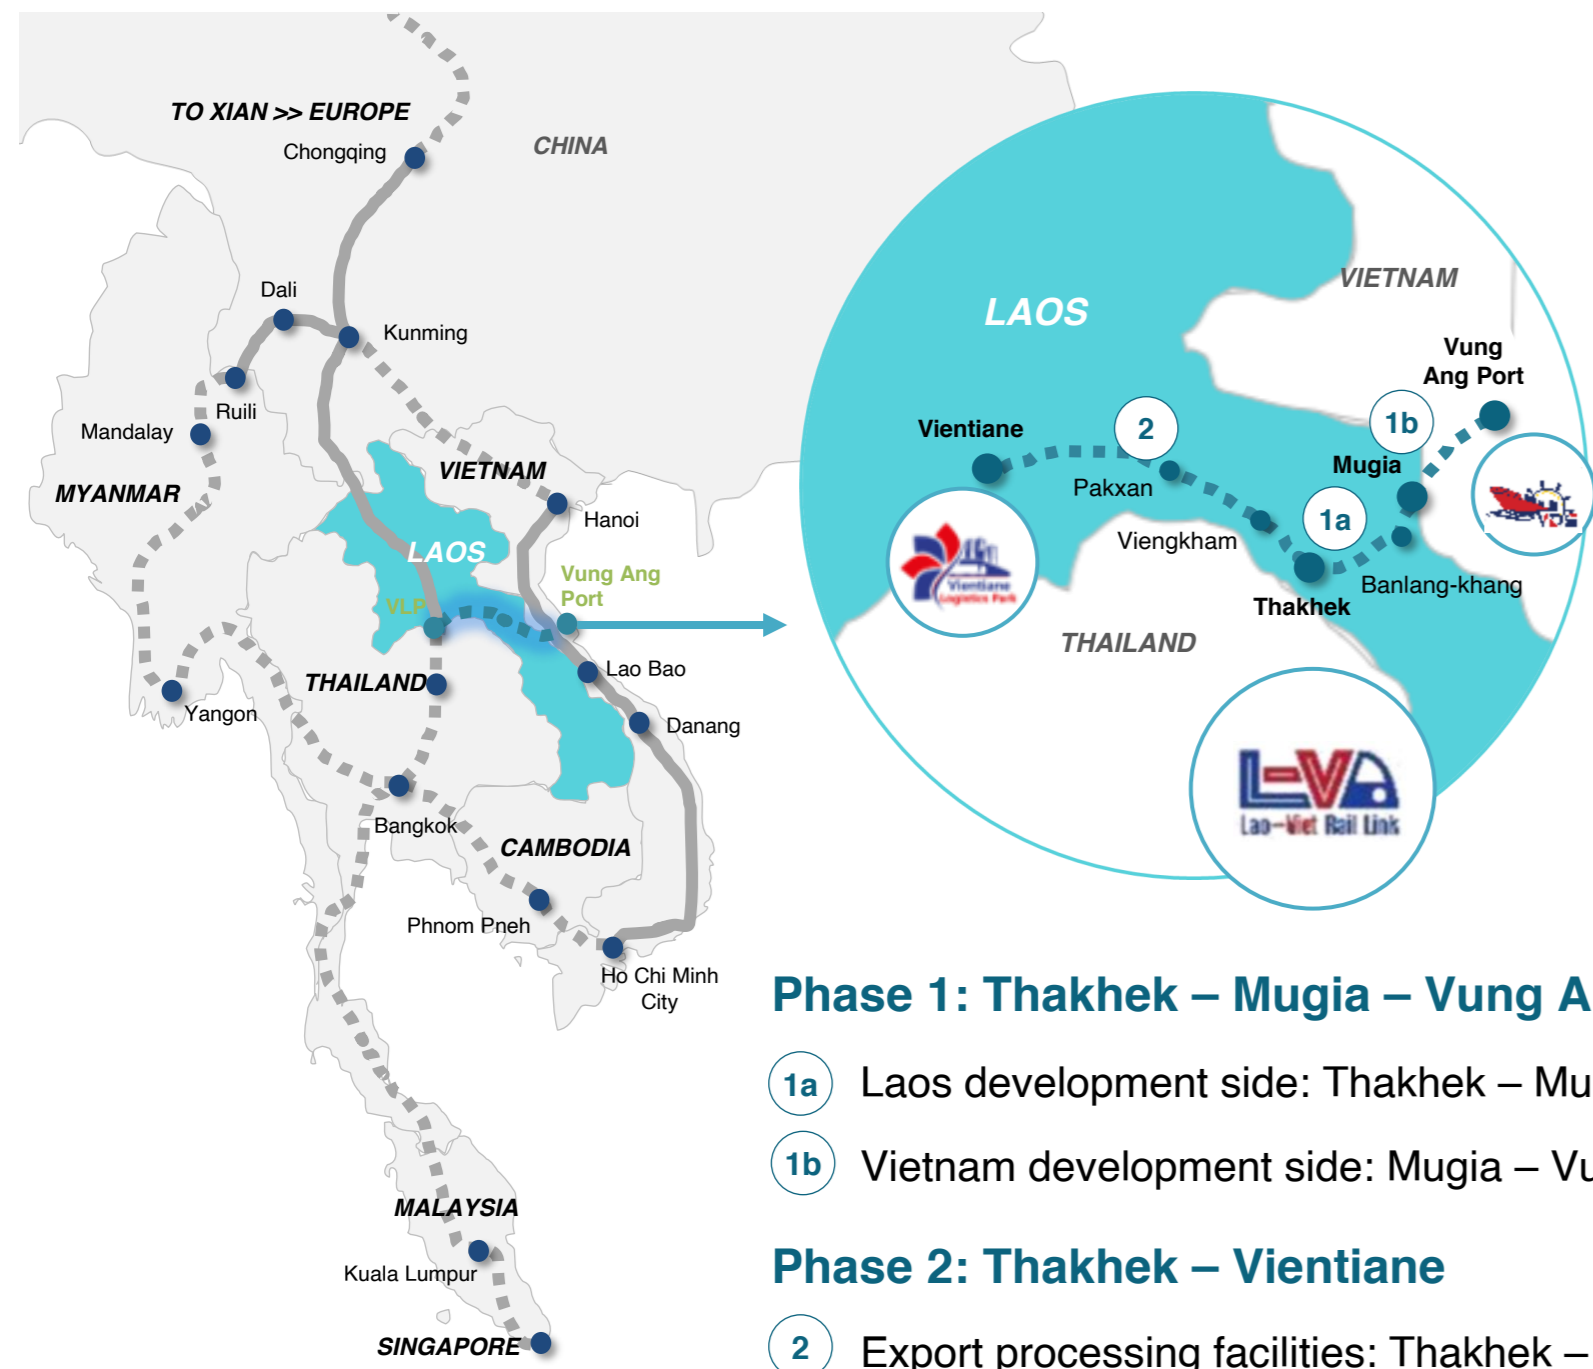 TO XIAN >> EUROPE
Chongqing
CHINA
Dali
Kunming
Ruili
Mandalay
MYANMAR
VIETNAM
Hanoi
LAOS
Vung Ang
Port
VLP
Lao Bao
THAILAND
Yangon
Danang
Bangkok
CAMBODIA
Phnom Pneh
Ho Chi Minh
City
MALAYSIA
Kuala Lumpur
SINGAPORE
LAOS
VIETNAM
Vung
Ang Port
Vientiane
2
1b
Mugia
Pakxan
1a
Viengkham
Banlang-khang
Thakhek
THAILAND
Vientiane
Logistics Park
L-VA
Lao-Viet Rail Link
Phase 1: Thakhek – Mugia – Vung A
1a Laos development side: Thakhek – Mu
1b Vietnam development side: Mugia – Vu
Phase 2: Thakhek – Vientiane
2 Export processing facilities: Thakhek –